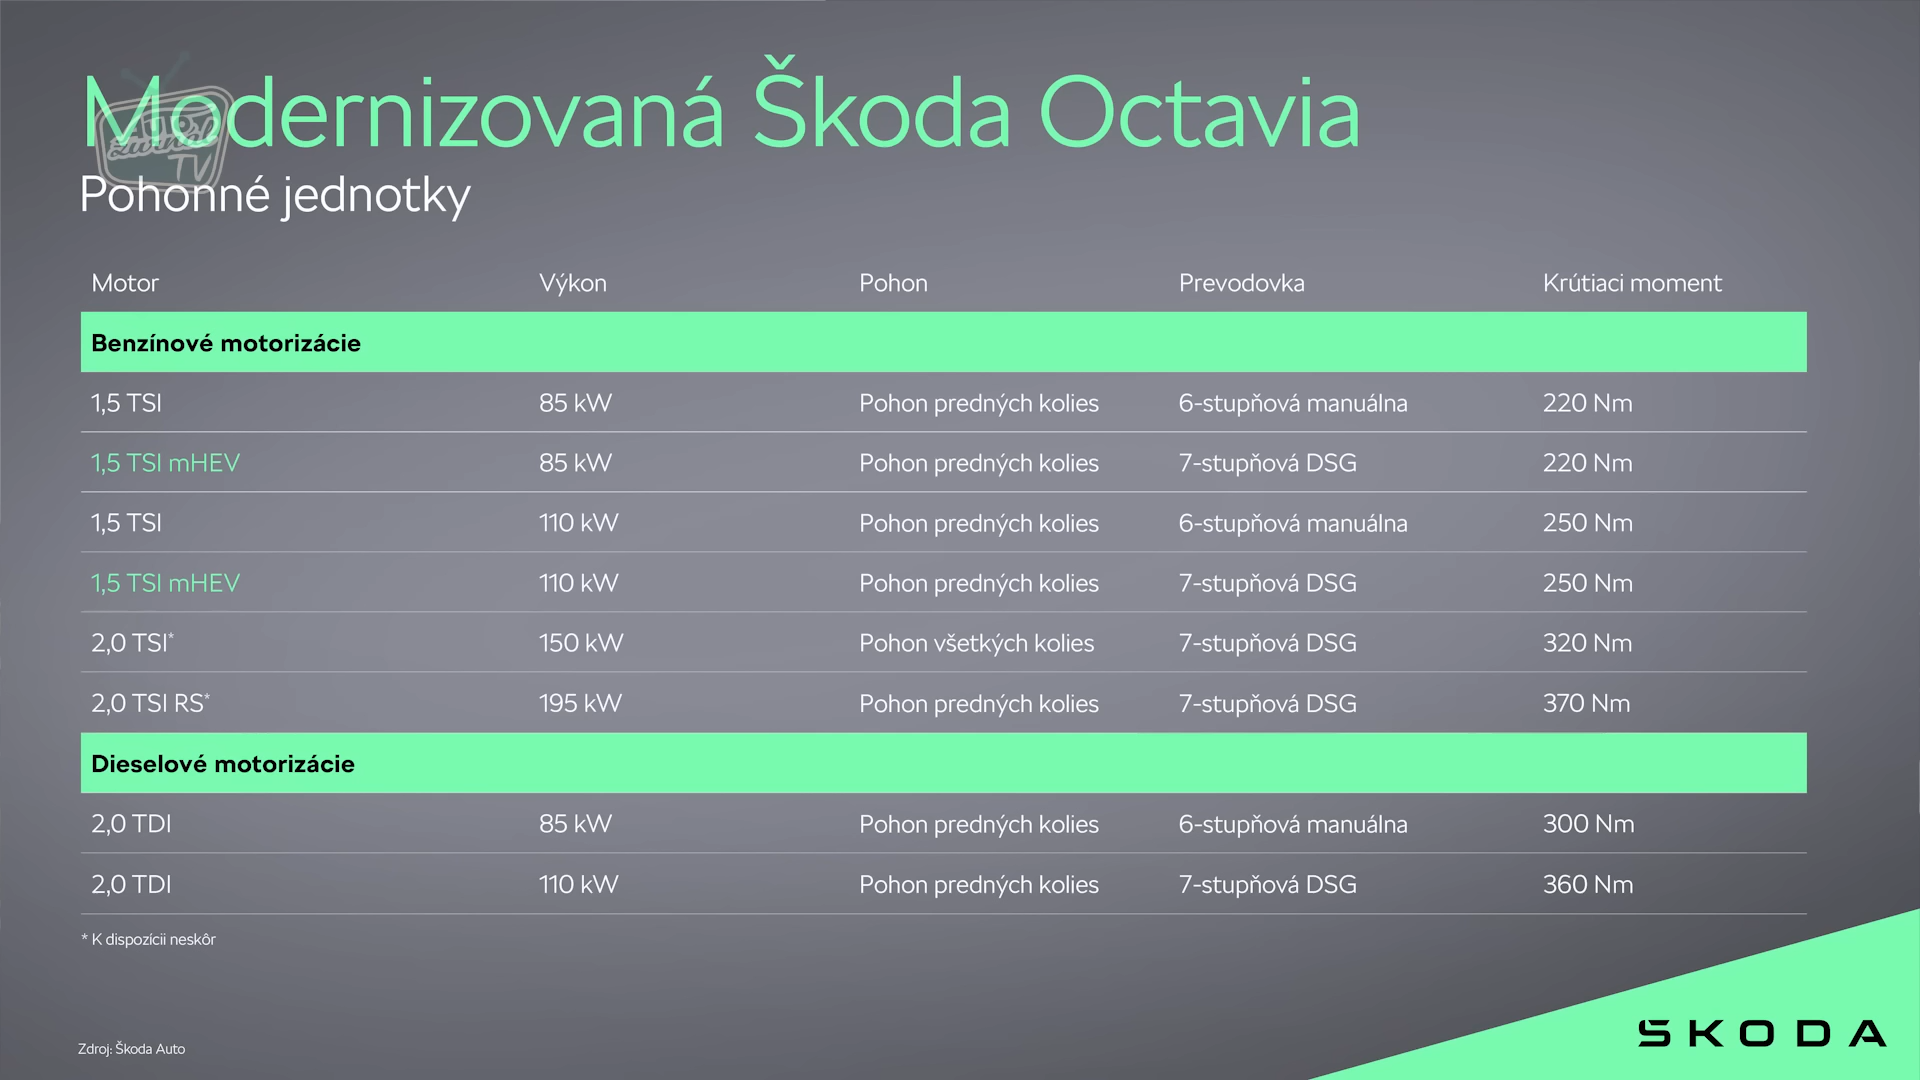 Modernizovaná Škoda Octavia
Pohonné jednotky
Motor Výkon Pohon Prevodovka Krútiaci moment
Benzínové motorizácie
1,5 TSI 85 kW Pohon predných kolies 6-stupňová manuálna 220 Nm
1,5 TSI mHEV 85 kW Pohon predných kolies 7-stupňová DSG 220 Nm
1,5 TSI 110 kW Pohon predných kolies 6-stupňová manuálna 250 Nm
1,5 TSI mHEV 110 kW Pohon predných kolies 7-stupňová DSG 250 Nm
2,0 TSI* 150 kW Pohon všetkých kolies 7-stupňová DSG 320 Nm
2,0 TSI RS* 195 kW Pohon predných kolies 7-stupňová DSG 370 Nm
Dieselové motorizácie
2,0 TDI 85 kW Pohon predných kolies 6-stupňová manuálna 300 Nm
2,0 TDI 110 kW Pohon predných kolies 7-stupňová DSG 360 Nm
* K dispozícii neskôr
Zdroj: Škoda Auto
SKODA
TV